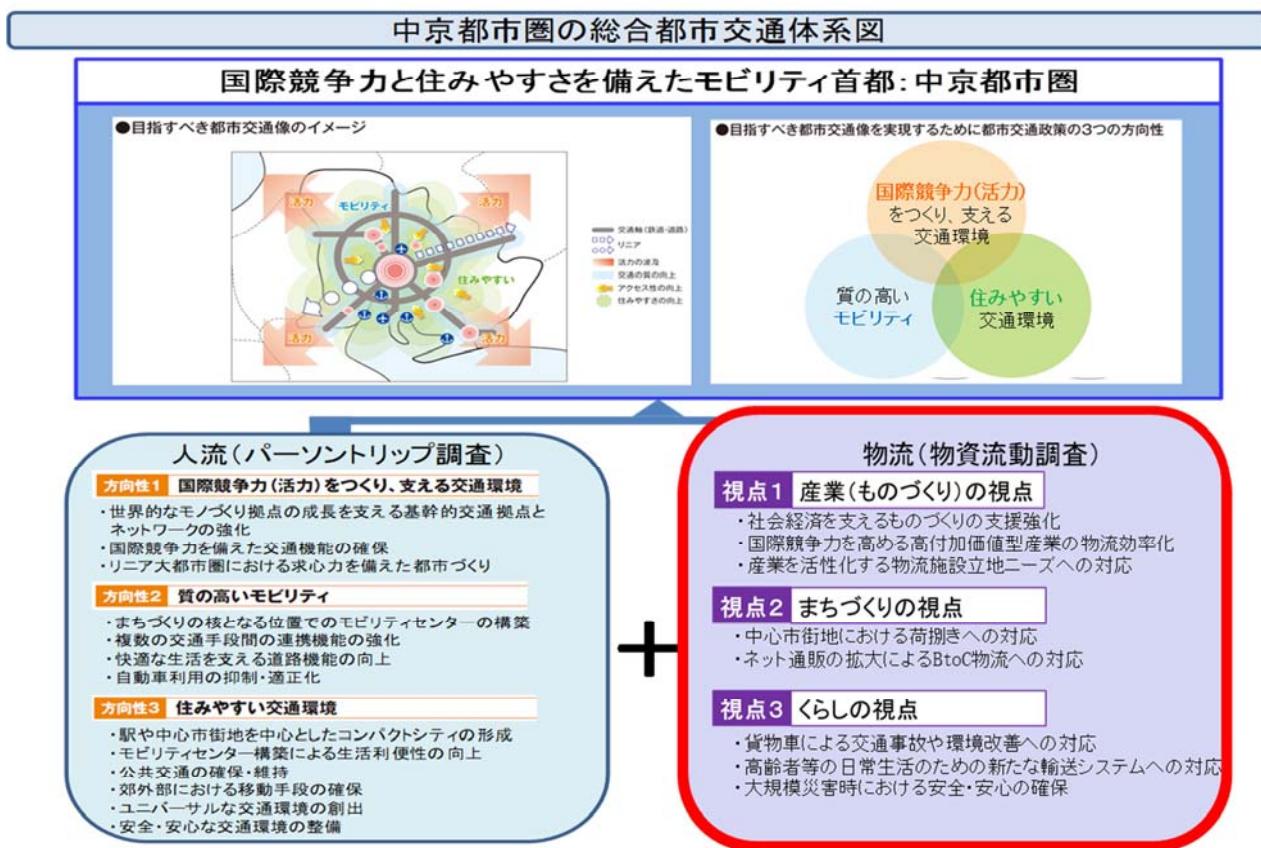 中京都市圏の総合都市交通体系図
国際競争力と住みやすさを備えたモビリティ首都:中京都市圏
●目指すべき都市交通像のイメージ
活力
モビリティ
活力
住みやすい
活力
活力
交通軸(鉄道・道路)
リニア
活力の波及
交通の質の向上
アクセス性の向上
住みやすさの向上
●目指すべき都市交通像を実現するために都市交通政策の3つの方向性
国際競争力(活力)
をつくり、支える
交通環境
質の高い
モビリティ
住みやすい
交通環境
人流(パーソントリップ調査)
方向性1 国際競争力(活力)をつくり、支える交通環境
・世界的なモノづくり拠点の成長を支える基幹的交通拠点と
ネットワークの強化
・国際競争力を備えた交通機能の確保
・リニア大都市圏における求心力を備えた都市づくり
方向性2 質の高いモビリティ
・まちづくりの核となる位置でのモビリティセンターの構築
・複数の交通手段間の連携機能の強化
・快適な生活を支える道路機能の向上
・自動車利用の抑制・適正化
方向性3 住みやすい交通環境
・駅や中心市街地を中心としたコンパクトシティの形成
・モビリティセンター構築による生活利便性の向上
・公共交通の確保・維持
・郊外部における移動手段の確保
・ユニバーサルな交通環境の創出
・安全・安心な交通環境の整備
+
物流(物資流動調査)
視点1 産業(ものづくり)の視点
・社会経済を支えるものづくりの支援強化
・国際競争力を高める高付加価値型産業の物流効率化
・産業を活性化する物流施設立地ニーズへの対応
視点2 まちづくりの視点
・中心市街地における荷捌きへの対応
・ネット通販の拡大によるBtoC物流への対応
視点3 くらしの視点
・貨物車による交通事故や環境改善への対応
・高齢者等の日常生活のための新たな輸送システムへの対応
・大規模災害時における安全・安心の確保